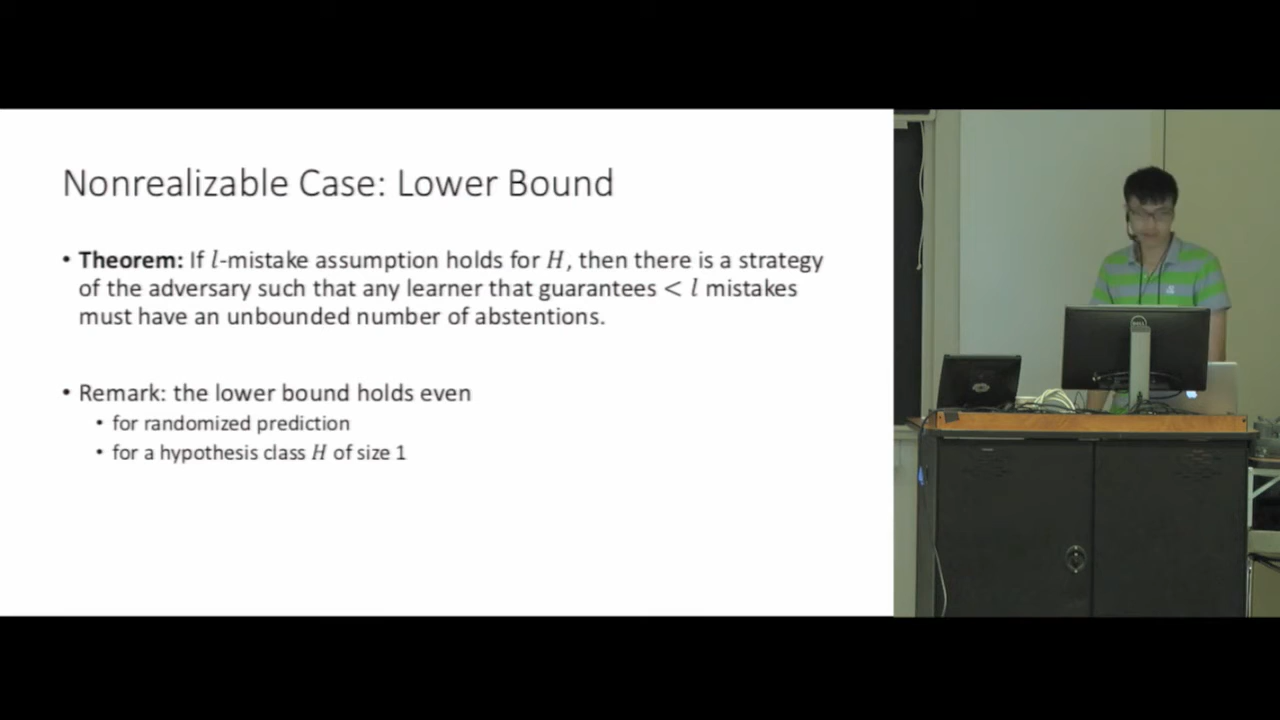 Nonrealizable Case: Lower Bound
• Theorem: If l-mistake assumption holds for H, then there is a strategy
of the adversary such that any learner that guarantees < l mistakes
must have an unbounded number of abstentions.
• Remark: the lower bound holds even
• for randomized prediction
• for a hypothesis class H of size 1
DELL